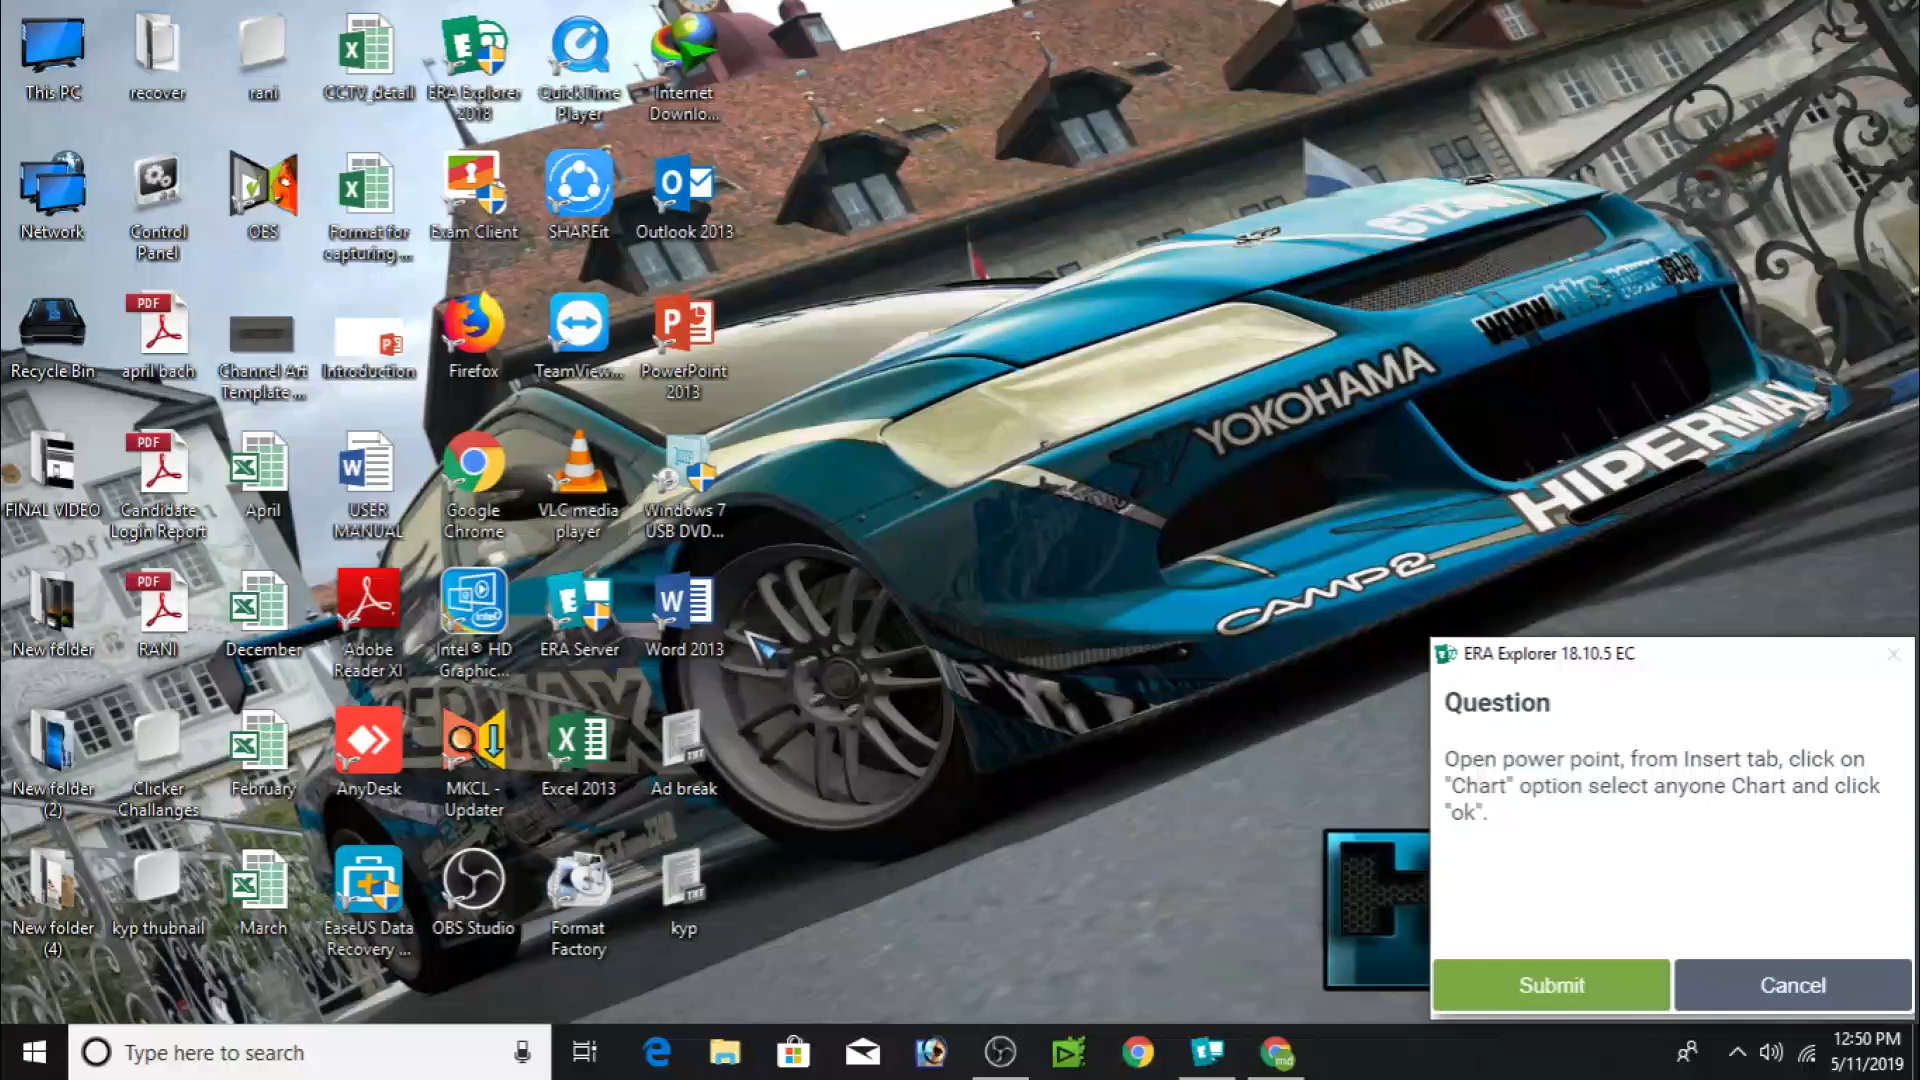 This PC
recover
rani
CCTV_detail
ERA Explorer
2018
QuickTime
Player
Internet
Downlo...
Network
Control
Panel
OES
Format for
capturing ...
Exam Client
SHAREit
Outlook 2013
Recycle Bin
april bach
Channel Art
Template ...
Introduction
Firefox
TeamView...
PowerPoint
2013
FINAL VIDEO
Candidate
Login Report
April
USER
MANUAL
Google
Chrome
VLC media
player
Windows 7
USB DVD...
New folder
RANI
December
Adobe
Reader XI
Intel® HD
Graphic...
ERA Server
Word 2013
New folder
(2)
Clicker
Challanges
February
AnyDesk
MKCL -
Updater
Excel 2013
Ad break
New folder
(4)
kyp thubnail
March
EaseUS Data
Recovery ...
OBS Studio
Format
Factory
kyp
YOKOHAMA
HIPERMAX
CAMP2
ERA Explorer 18.10.5 EC
Question
Open power point, from Insert tab, click on
"Chart" option select anyone Chart and click
"ok".
Submit
Cancel
Type here to search
12:50 PM
5/11/2019